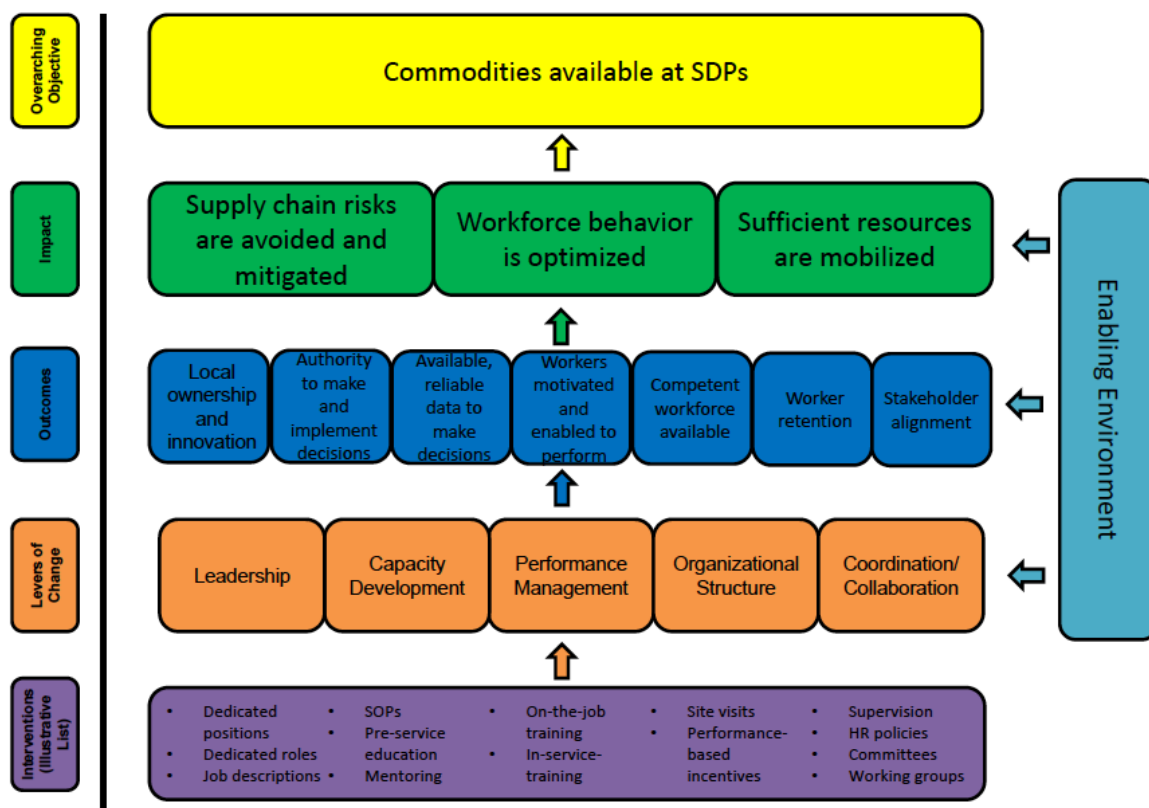 Overarching
Objective
Commodities available at SDPs
Impact
Supply chain risks
are avoided and
mitigated
Workforce behavior
is optimized
Sufficient resources
are mobilized
Enabling Environment
Outcomes
Local
ownership
and
innovation
Authority
to make
and
implement
decisions
Available,
reliable
data to
make
decisions
Workers
motivated
and
enabled to
perform
Competent
workforce
available
Worker
retention
Stakeholder
alignment
Levers of
Change
Leadership
Capacity
Development
Performance
Management
Organizational
Structure
Coordination/
Collaboration
Interventions
(Illustrative
List)
• Dedicated
positions
• Dedicated roles
• Job descriptions
• SOPs
• Pre-service
education
• Mentoring
• On-the-job
training
• In-service-
training
• Site visits
• Performance-
based
incentives
• Supervision
• HR policies
• Committees
• Working groups